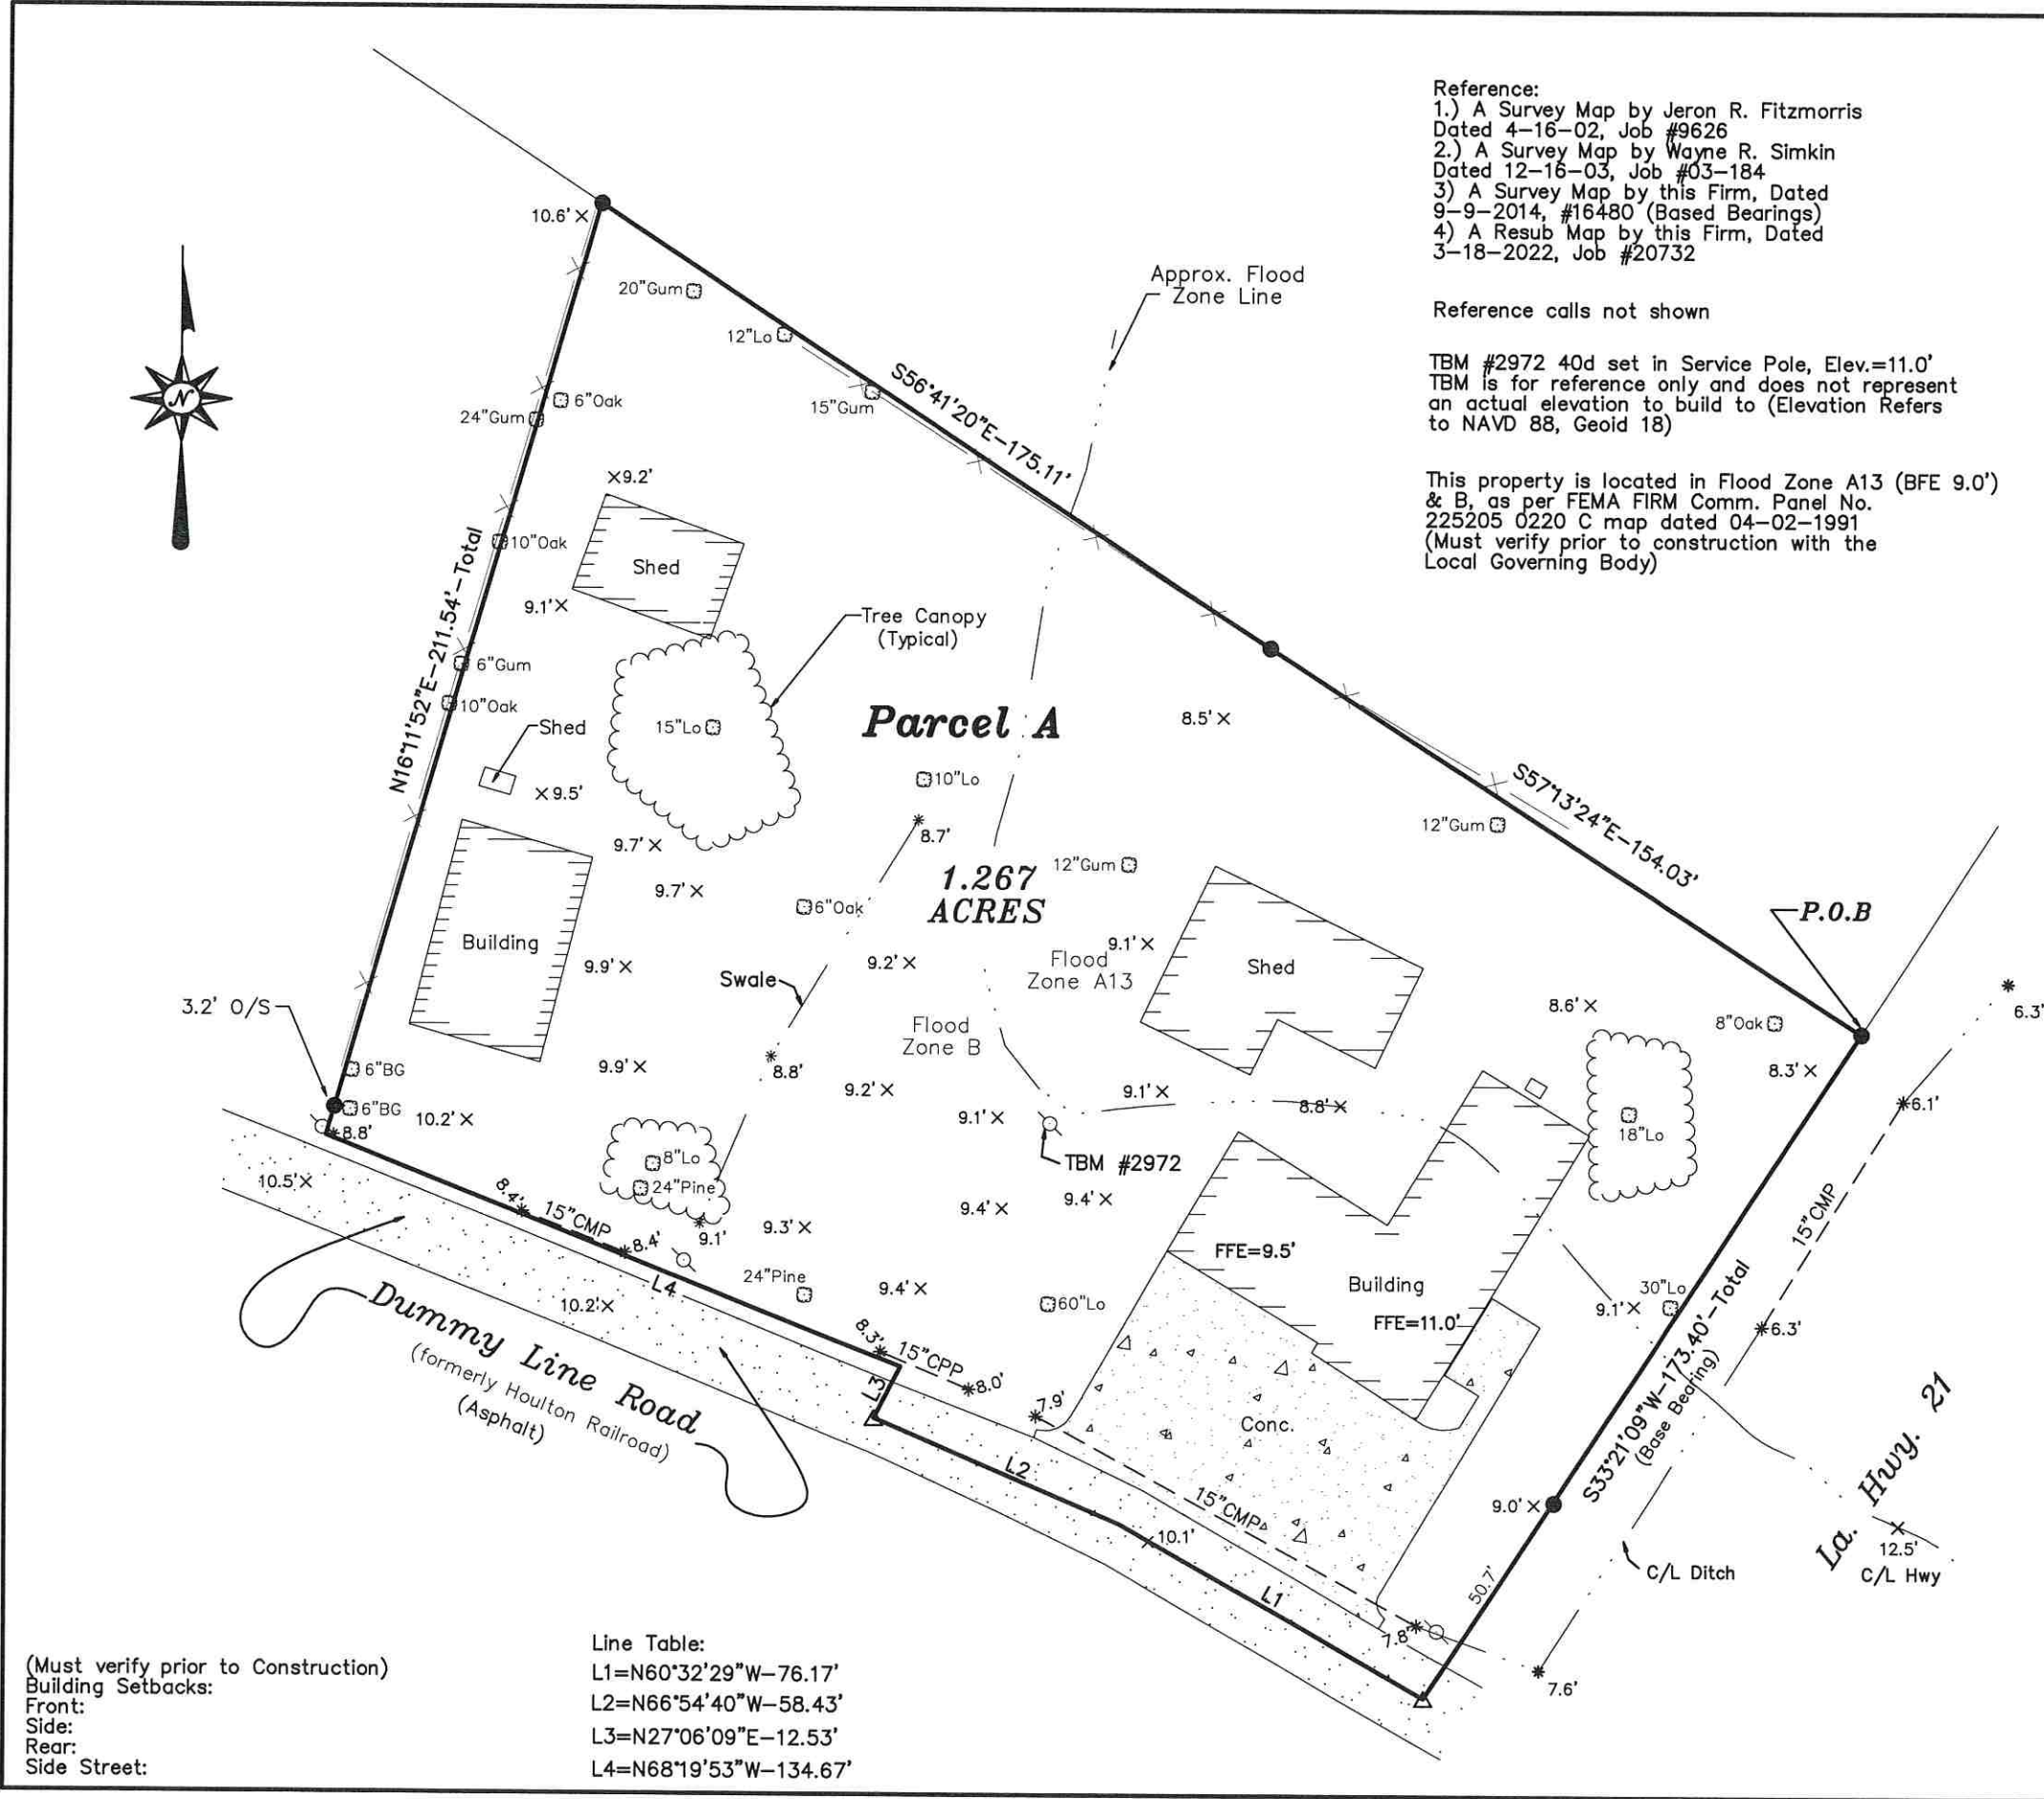 Reference:
1.) A Survey Map by Jeron R. Fitzmorris
Dated 4-16-02, Job #9626
2.) A Survey Map by Wayne R. Simkin
Dated 12-16-03, Job #03-184
3) A Survey Map by this Firm, Dated
9-9-2014, #16480 (Based Bearings)
4) A Resub Map by this Firm, Dated
3-18-2022, Job #20732
Reference calls not shown
TBM #2972 40d set in Service Pole, Elev.=11.0'
TBM is for reference only and does not represent
an actual elevation to build to (Elevation Refers
to NAVD 88, Geoid 18)
This property is located in Flood Zone A13 (BFE 9.0')
& B, as per FEMA FIRM Comm. Panel No.
225205 0220 C map dated 04-02-1991
(Must verify prior to construction with the
Local Governing Body)
N
10.6'
20"Gum
12"Lo
15"Gum
S56°41'20"E-175.11'
Approx. Flood
Zone Line
6"Oak
24"Gum
9.2'
Shed
10"Oak
9.1'
N16°11'52"E-211.54'-Total
6"Gum
10"Oak
Tree Canopy
(Typical)
Shed
15"Lo
Parcel A
8.5'
9.5'
10"Lo
8.7'
S57°13'24"E-154.03'
12"Gum
9.7'
9.7'
1.267
ACRES
12"Gum
6"Oak
P.O.B
Building
9.9'
Swale
9.2'
Flood
Zone A13
9.1'
Shed
6.3'
3.2' O/S
8.6'
8"Oak
Flood
Zone B
9.9'
8.8'
6"BG
6"BG
8.3'
9.2'
9.1'
8.8'
6.1'
10.2'
9.1'
8.8'
18"Lo
TBM #2972
8"Lo
24"Pine
10.5'
8.4'
15"CMP
8.4'
9.1'
9.3'
9.4'
9.4'
15"CMP
L4
24"Pine
9.4'
60"Lo
FFE=9.5'
Building
FFE=11.0'
30"Lo
9.1'
6.3'
10.2'
Dummy Line Road
(formerly Houlton Railroad)
(Asphalt)
8.3'
15"CPP
8.0'
L3
7.9'
Conc.
S33°21'09"W-173.40'-Total
(Base Bearing)
La. Hwy. 21
L2
15"CMP
10.1'
9.0'
12.5'
C/L Hwy
C/L Ditch
50.7'
L1
7.8'
7.6'
(Must verify prior to Construction)
Building Setbacks:
Front:
Side:
Rear:
Side Street:
Line Table:
L1=N60°32'29"W-76.17'
L2=N66°54'40"W-58.43'
L3=N27°06'09"E-12.53'
L4=N68°19'53"W-134.67'